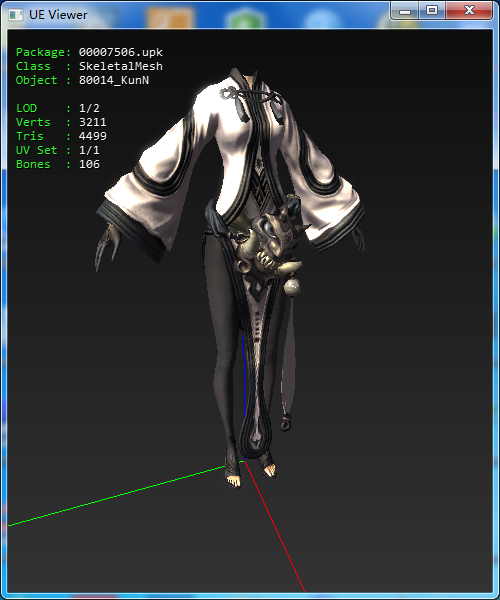 UE Viewer
Package: 00007506.upk
Class : SkeletalMesh
Object : 80014_KunN
LOD : 1/2
Verts : 3211
Tris : 4499
UV Set : 1/1
Bones : 106